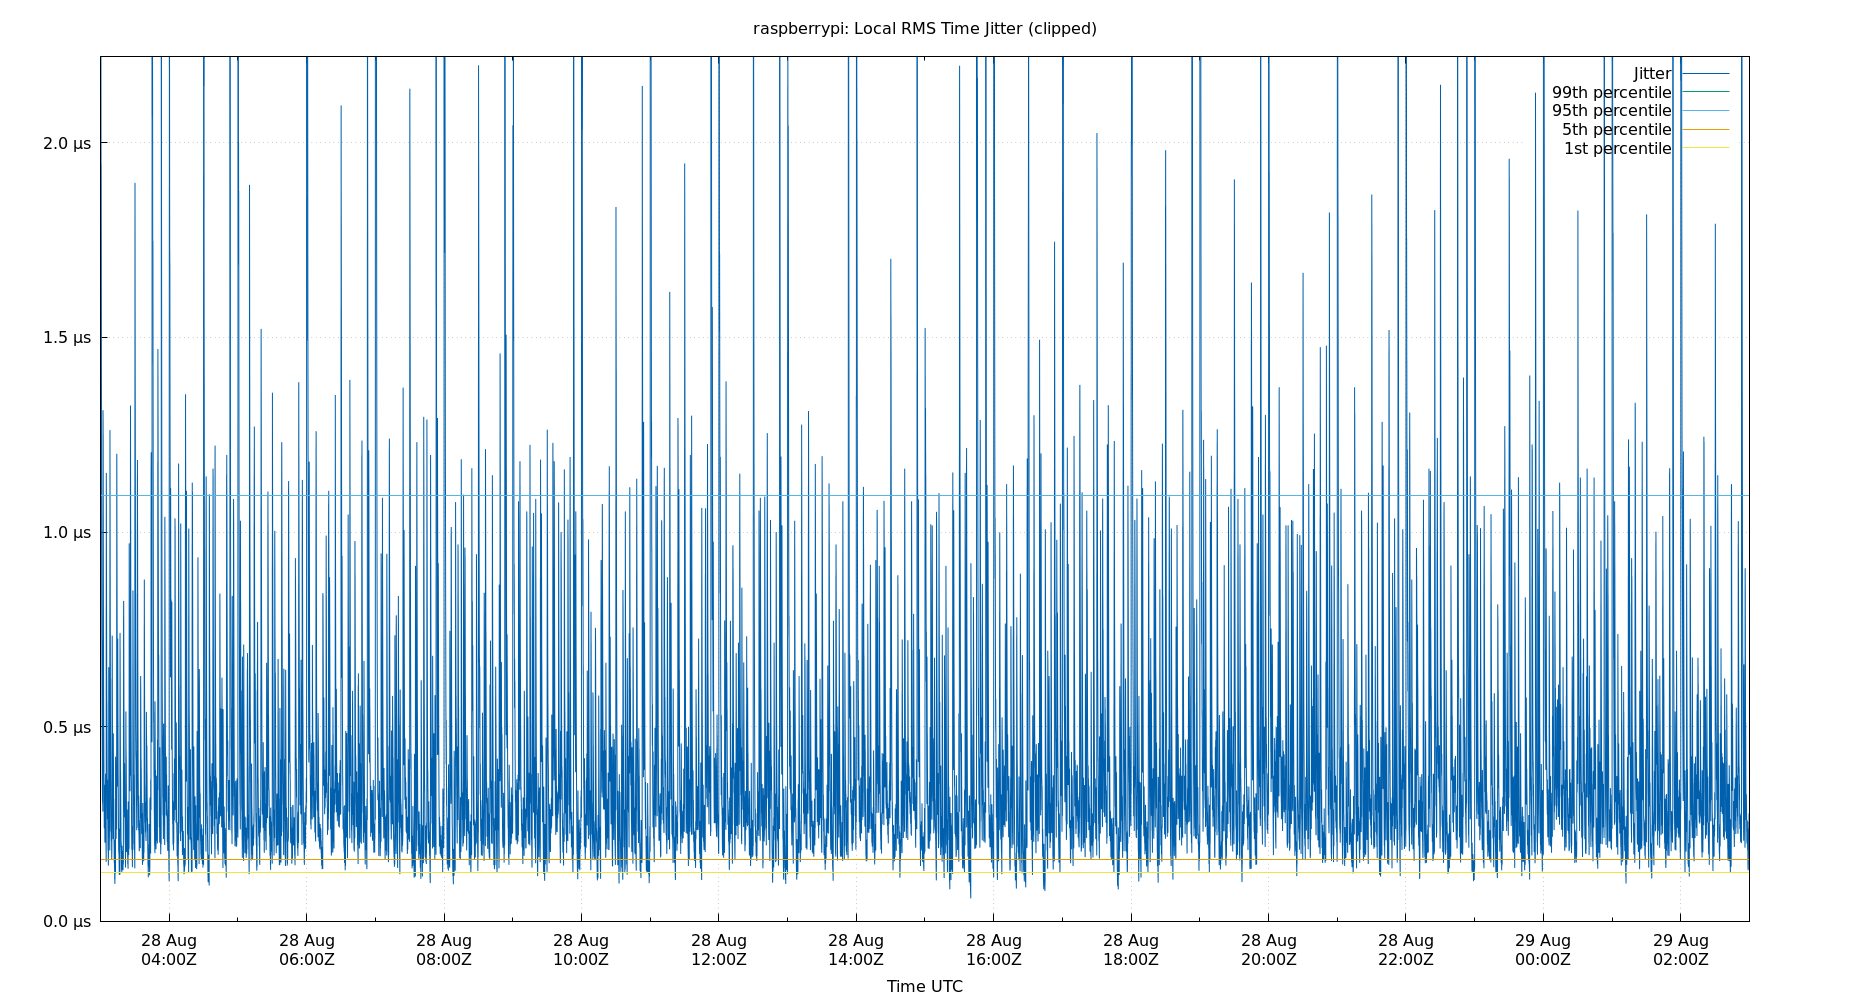 raspberrypi: Local RMS Time Jitter (clipped)
Jitter
99th percentile
95th percentile
5th percentile
1st percentile
2.0 µs
1.5 µs
1.0 µs
0.5 µs
0.0 µs
28 Aug 28 Aug 28 Aug 28 Aug 28 Aug 28 Aug 28 Aug 28 Aug 28 Aug 28 Aug 29 Aug 29 Aug
04:00Z 06:00Z 08:00Z 10:00Z 12:00Z 14:00Z 16:00Z 18:00Z 20:00Z 22:00Z 00:00Z 02:00Z
Time UTC